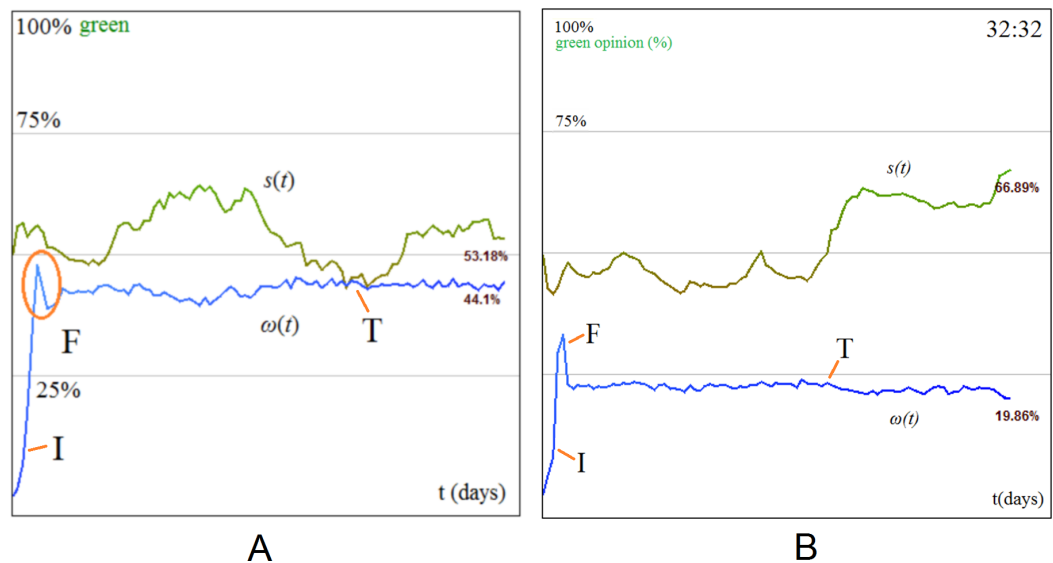 100% green
75%
s(t)
53.18%
44.1%
ω(t)
T
F
25%
I
t (days)
A
100%
green opinion (%)
32:32
75%
s(t)
66.89%
F
T
ω(t)
19.86%
I
t(days)
B